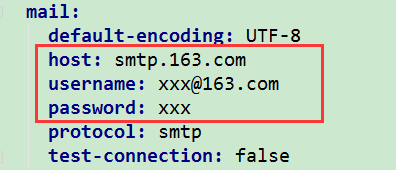 mail:
default-encoding: UTF-8
host: smtp.163.com
username: xxx@163.com
password: xxx
protocol: smtp
test-connection: false